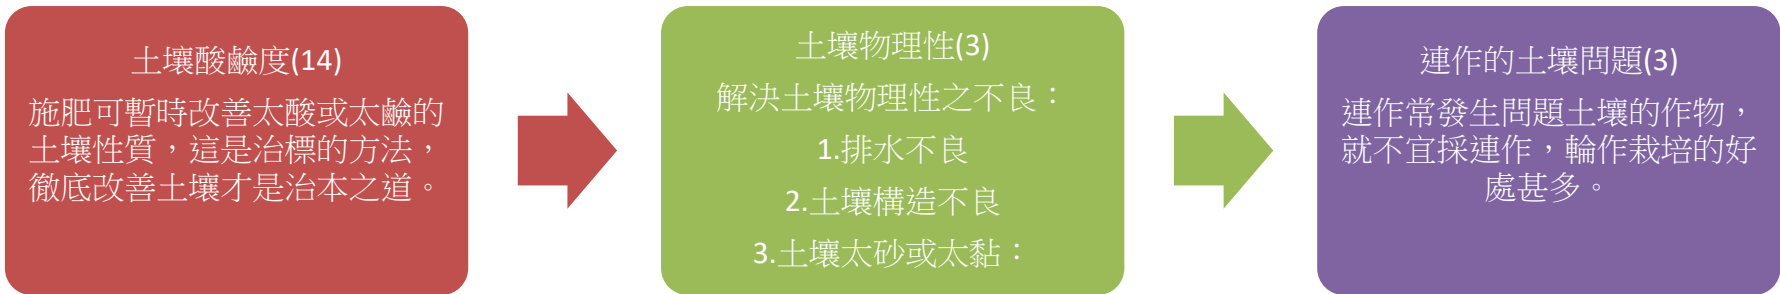 土壤酸鹼度(14)
施肥可暫時改善太酸或太鹼的
土壤性質，這是治標的方法，
徹底改善土壤才是治本之道。
土壤物理性(3)
解決土壤物理性之不良：
1.排水不良
2.土壤構造不良
3.土壤太砂或太黏：
連作的土壤問題(3)
連作常發生問題土壤的作物，
就不宜採連作，輪作栽培的好
處甚多。